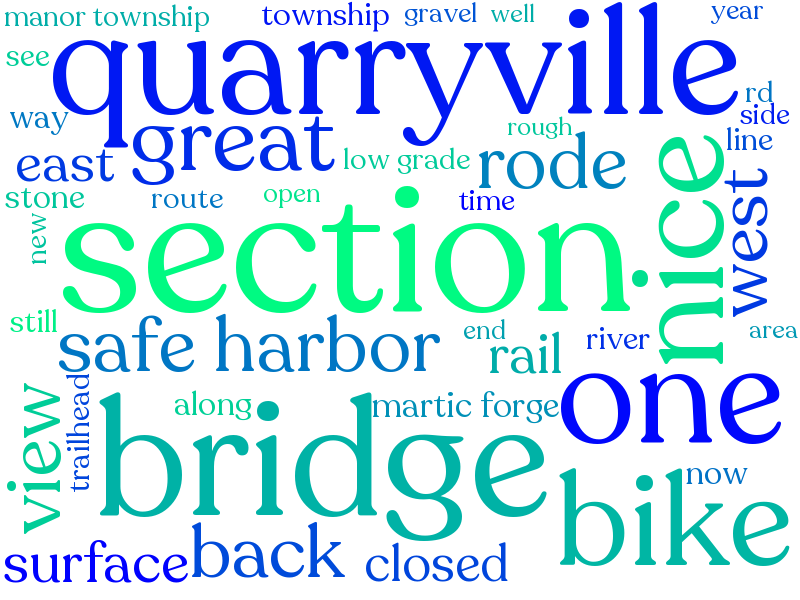 manor township township gravel well year
see quarryville rd
way great rough side
east low grade rode line
stone route open time nice west
new section
still safe harbor end rail river area
view trailhead along martic forge one
bridge bike now
surface back closed